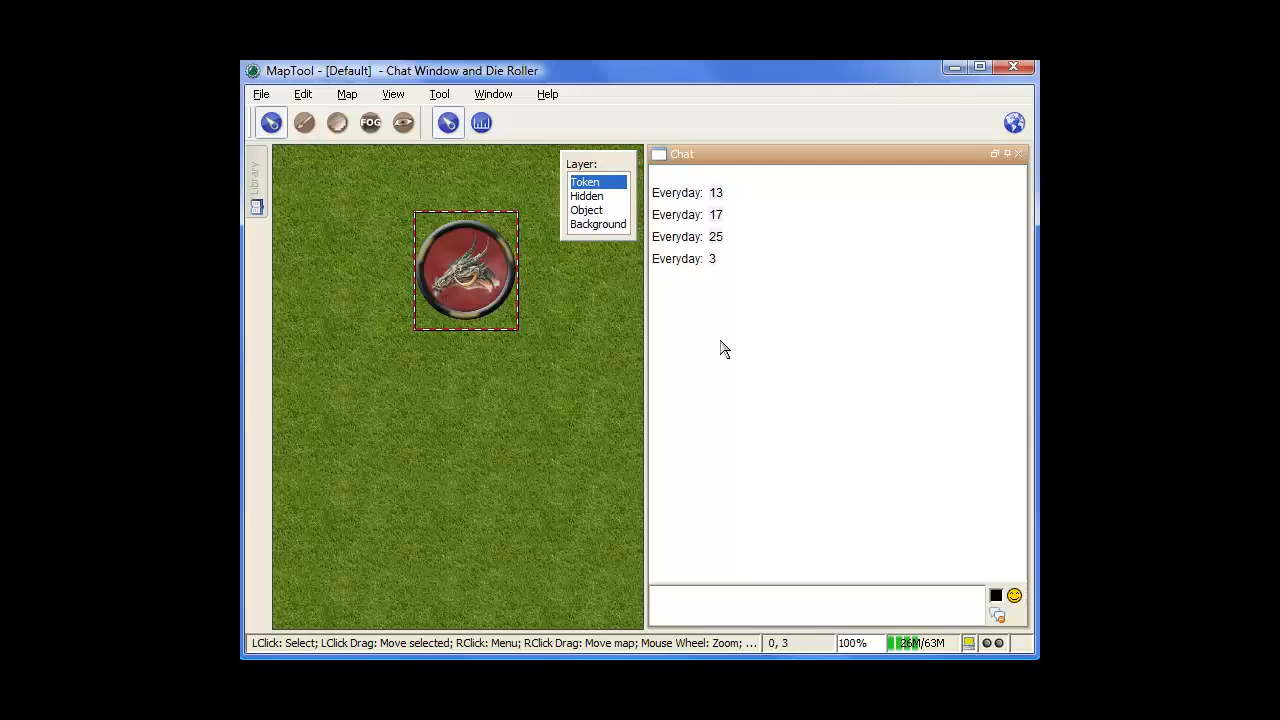 MapTool - [Default] - Chat Window and Die Roller
File Edit Map View Tool Window Help
FOG
Library
Layer:
Token
Hidden
Object
Background
Chat
Everyday: 13
Everyday: 17
Everyday: 25
Everyday: 3
LClick: Select; LClick Drag: Move selected; RClick: Menu; RClick Drag: Move map; Mouse Wheel: Zoom; ...
0, 3
100%
26M/63M